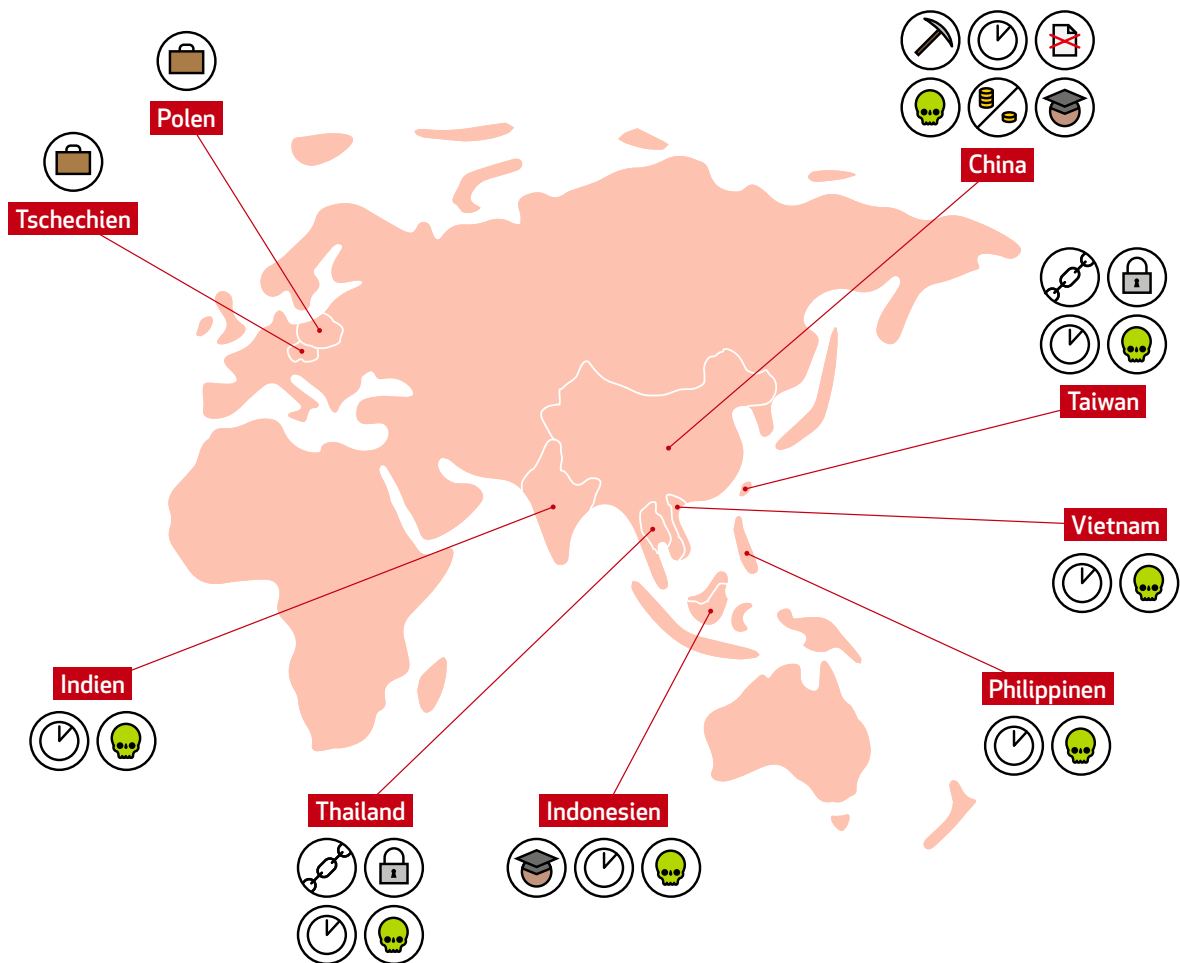 Polen
China
Tschechien
Taiwan
Vietnam
Indien
Philippinen
Thailand
Indonesien